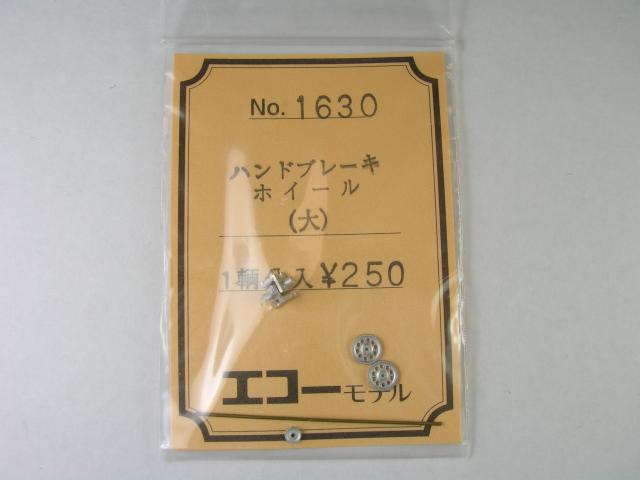 No. 1630
ハンドブレーキ
ホイール
(大)
1輌分入 ¥250
エコーモデル